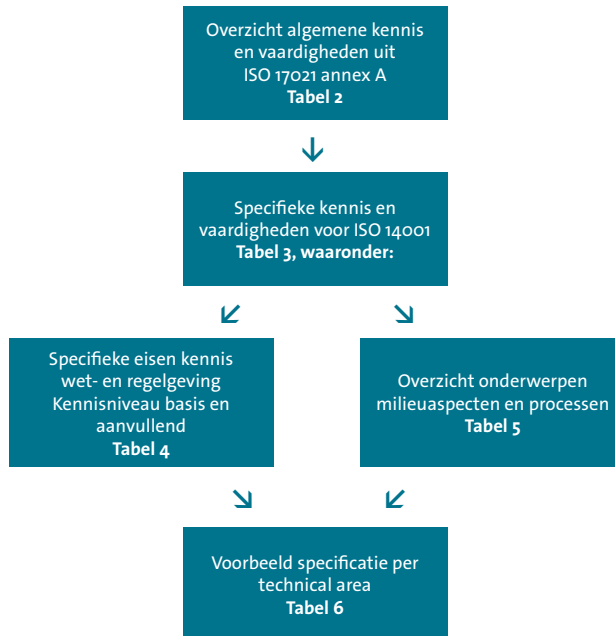 Overzicht algemene kennis
en vaardigheden uit
ISO 17021 annex A
Tabel 2
Specifieke kennis en
vaardigheden voor ISO 14001
Tabel 3, waaronder:
Specifieke eisen kennis
wet- en regelgeving
Kennisniveau basis en
aanvullend
Tabel 4
Overzicht onderwerpen
milieuaspecten en processen
Tabel 5
Voorbeeld specificatie per
technical area
Tabel 6